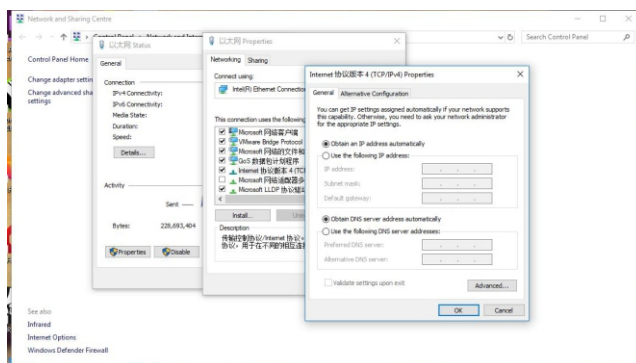 Network and Sharing Centre
Search Control Panel
Control Panel Home
Change adapter settin
Change advanced sha
settings
See also
Infrared
Internet Options
Windows Defender Firewall
以太网 Status
General
Connection
IPv4 Connectivity:
IPv6 Connectivity:
Media State:
Duration:
Speed:
Details...
Activity
Sent
Bytes: 228,693,404
Properties
Disable
以太网 Properties
Networking Sharing
Connect using:
Intel(R) Ethernet Connection
This connection uses the following
Microsoft 网络客户端
VMware Bridge Protocol
Microsoft 网络的文件和
QoS 数据包计划程序
Internet 协议版本 4 (TC
Microsoft 网络适配器多
Microsoft LLDP 协议驱动
Install...
Description
传输控制协议/Internet 协议。
协议，用于在不同的相互连接
Internet 协议版本 4 (TCP/IPv4) Properties
General Alternative Configuration
You can get IP settings assigned automatically if your network supports
this capability. Otherwise, you need to ask your network administrator
for the appropriate IP settings.
Obtain an IP address automatically
Use the following IP address:
IP address:
Subnet mask:
Default gateway:
Obtain DNS server address automatically
Use the following DNS server addresses:
Preferred DNS server:
Alternative DNS server:
Validate settings upon exit
Advanced...
OK
Cancel